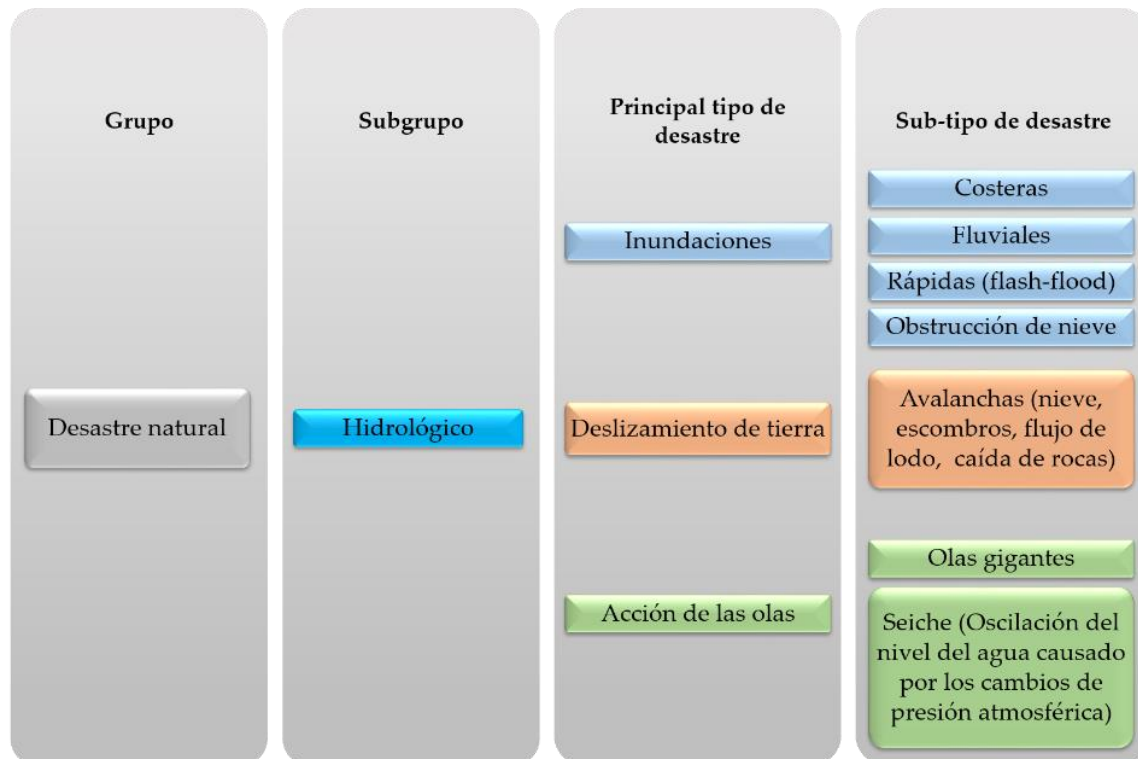 Grupo
Subgrupo
Principal tipo de
desastre
Sub-tipo de desastre
Desastre natural
Hidrológico
Inundaciones
Deslizamiento de tierra
Acción de las olas
Costeras
Fluviales
Rápidas (flash-flood)
Obstrucción de nieve
Avalanchas (nieve,
escombros, flujo de
lodo, caída de rocas)
Olas gigantes
Seiche (Oscilación del
nivel del agua causado
por los cambios de
presión atmosférica)